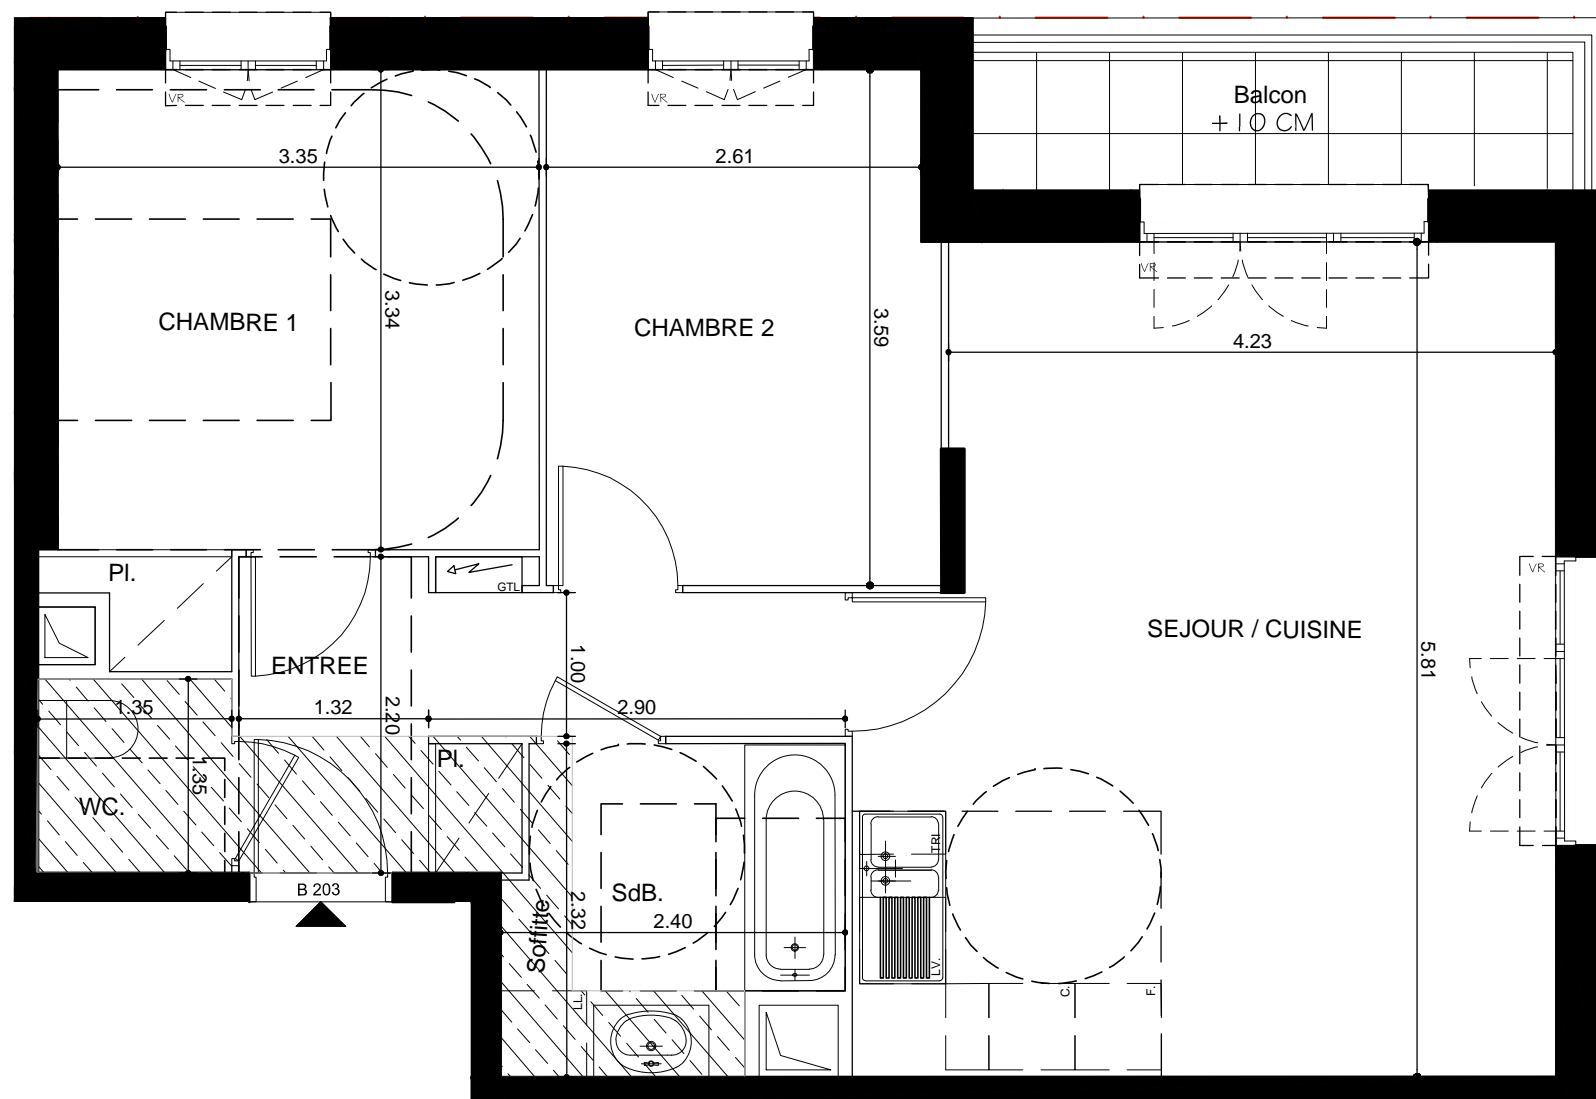 VR
VR
Balcon
+10 CM
3.35
2.61
VR
CHAMBRE 1
3.34
CHAMBRE 2
3.59
4.23
Pl.
GTL
VR
ENTREE
1.00
SEJOUR / CUISINE
5.81
1.35
1.32
2.20
2.90
Pl.
1.35
WC.
TRI.
B 203
Soffitte
2.32
SdB.
2.40
LV.
LL.
C.
F.